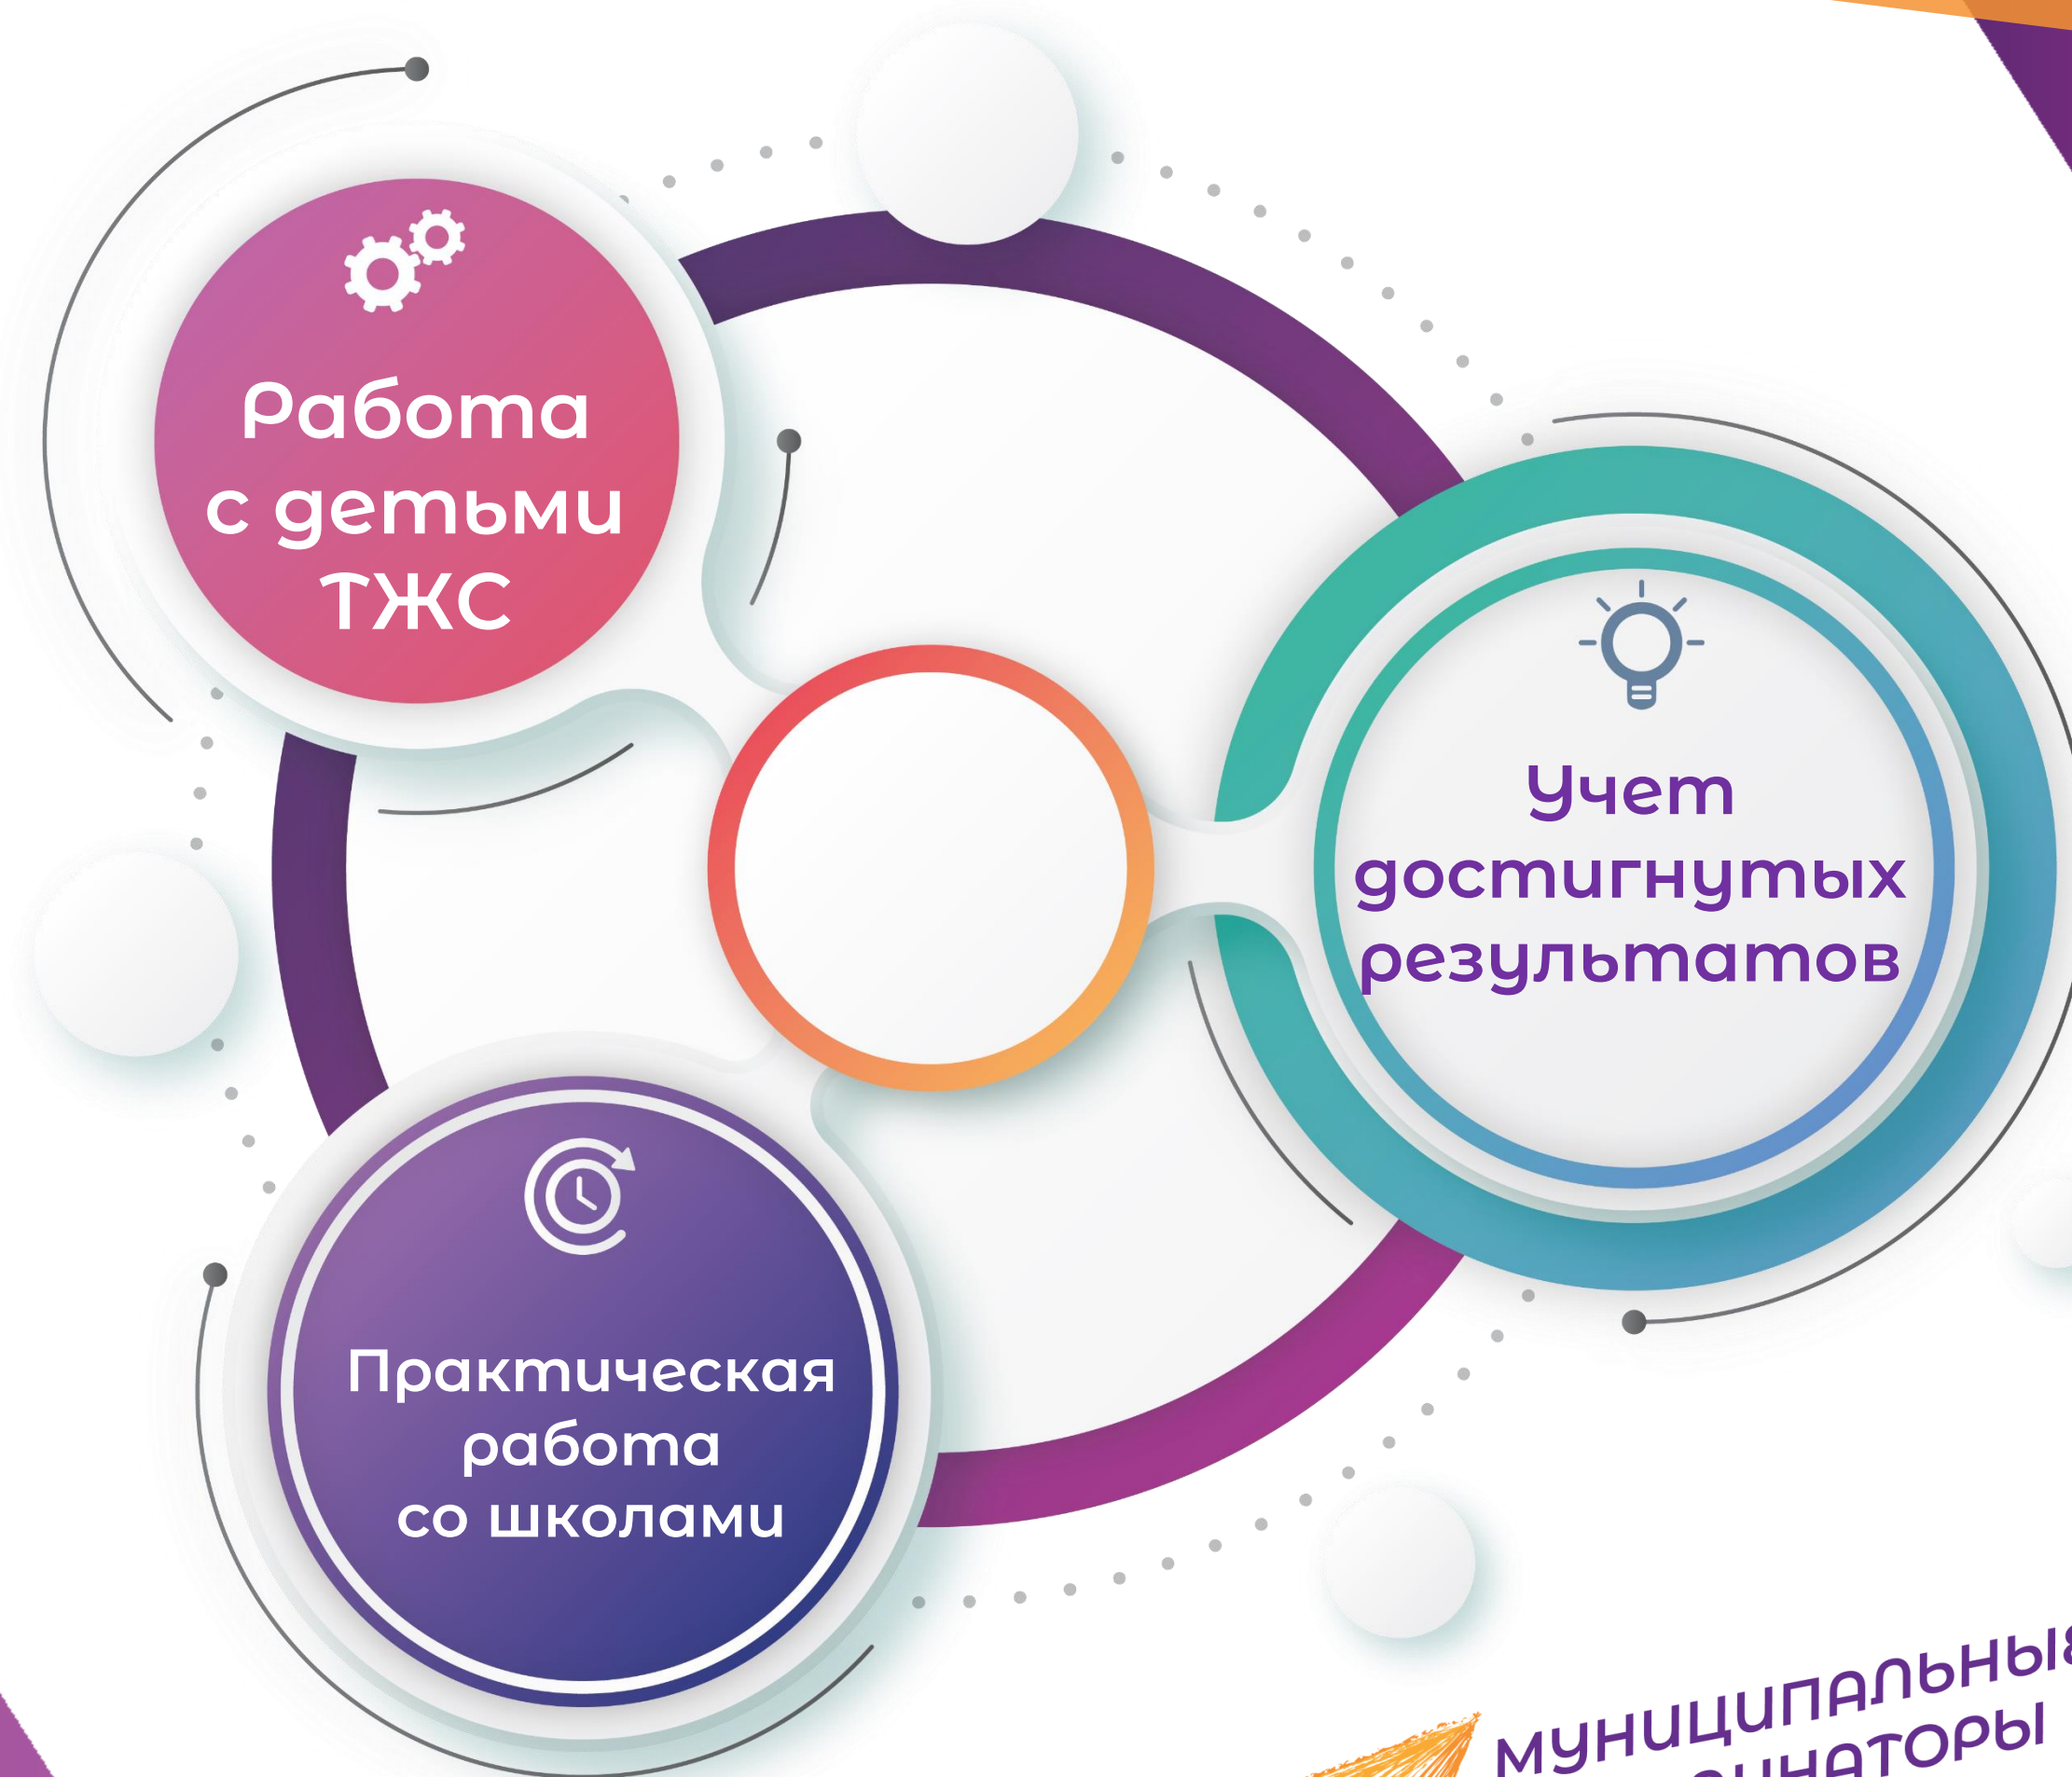 Работа
с детьми
ТЖС
Учет
достигнутых
результатов
Практическая
работа
со школами
МУНИЦИПАЛЬНЫЕ